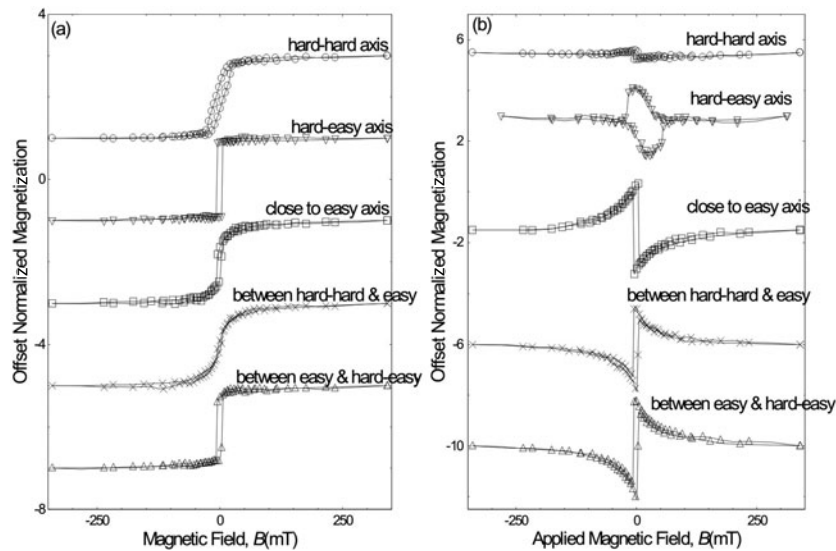 (a)
hard-hard axis
hard-easy axis
close to easy axis
between hard-hard & easy
between easy & hard-easy
4
0
-4
-8
-250
0
250
Offset Normalized Magnetization
Magnetic Field, B(mT)
(b)
hard-hard axis
hard-easy axis
close to easy axis
between hard-hard & easy
between easy & hard-easy
6
2
-2
-6
-10
-250
0
250
Offset Normalized Magnetization
Applied Magnetic Field, B(mT)